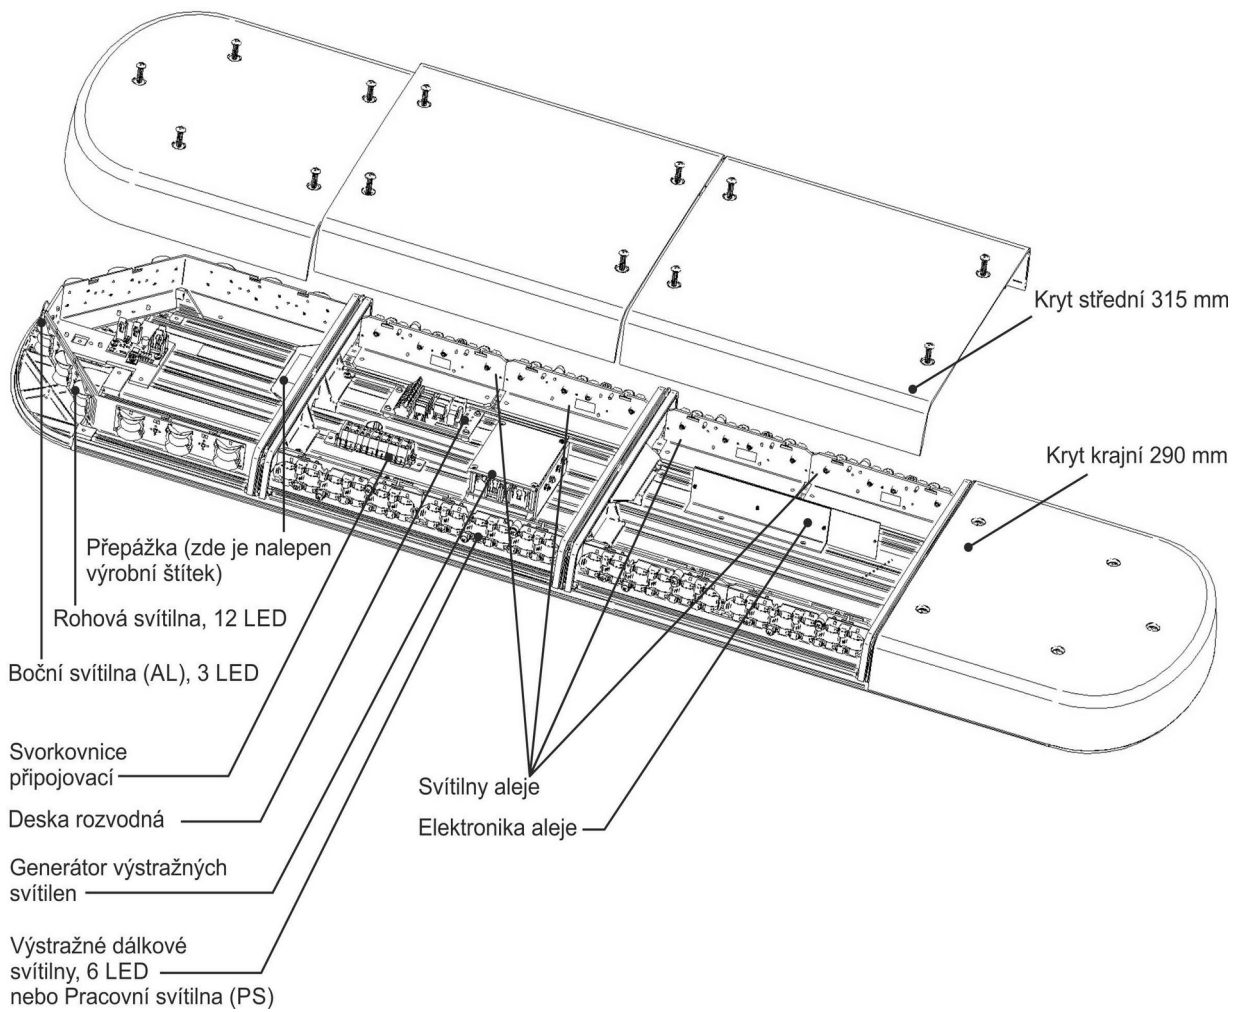 Kryt střední 315 mm
Kryt krajní 290 mm
Přepážka (zde je nalepen
výrobní štítek)
Rohová svítilna, 12 LED
Boční svítilna (AL), 3 LED
Svorkovnice
připojovací
Deska rozvodná
Generátor výstražných
svítilen
Výstražné dálkové
svítilny, 6 LED
nebo Pracovní svítilna (PS)
Svítilny aleje
Elektronika aleje